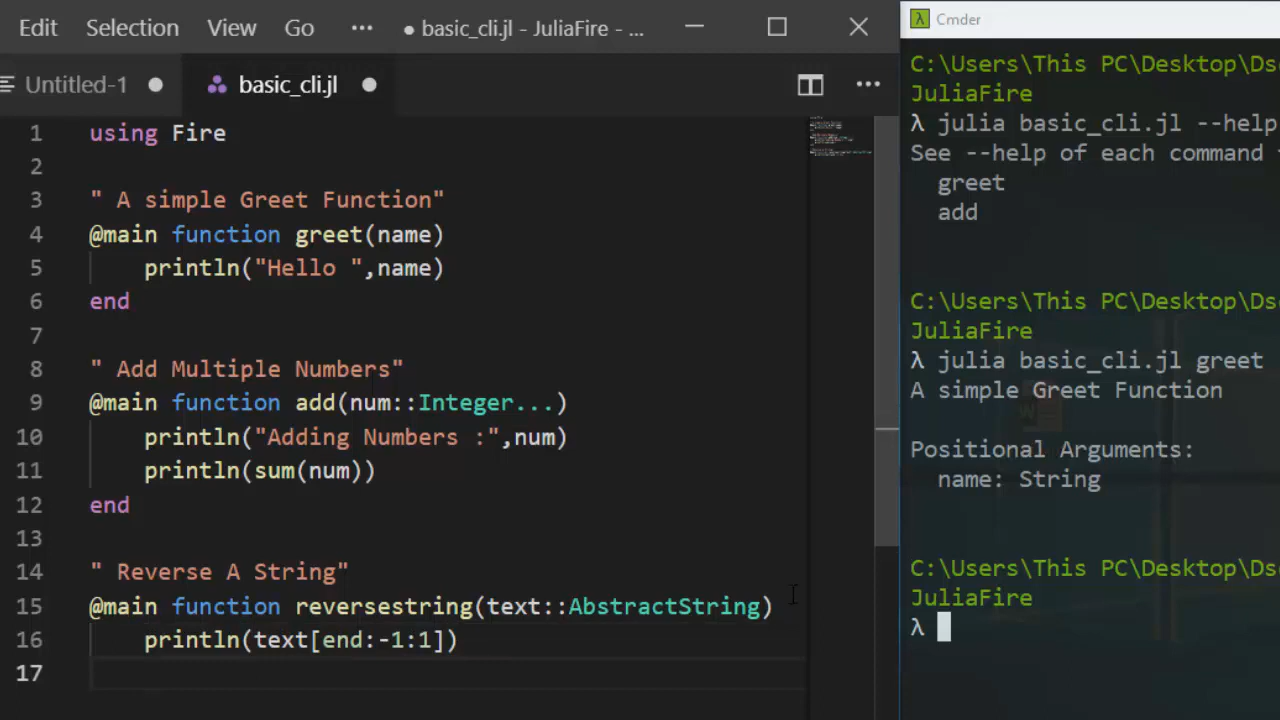 Edit Selection View Go ··· ● basic_cli.jl - JuliaFire - ...
Untitled-1 basic_cli.jl ···
1 using Fire
2
3 " A simple Greet Function"
4 @main function greet(name)
5 println("Hello ",name)
6 end
7
8 " Add Multiple Numbers"
9 @main function add(num::Integer...)
10 println("Adding Numbers :",num)
11 println(sum(num))
12 end
13
14 " Reverse A String"
15 @main function reversestring(text::AbstractString)
16 println(text[end:-1:1])
17
Cmder
C:\Users\This PC\Desktop\Ds
JuliaFire
λ julia basic_cli.jl --help
See --help of each command
greet
add
C:\Users\This PC\Desktop\Ds
JuliaFire
λ julia basic_cli.jl greet
A simple Greet Function
Positional Arguments:
name: String
C:\Users\This PC\Desktop\Ds
JuliaFire
λ